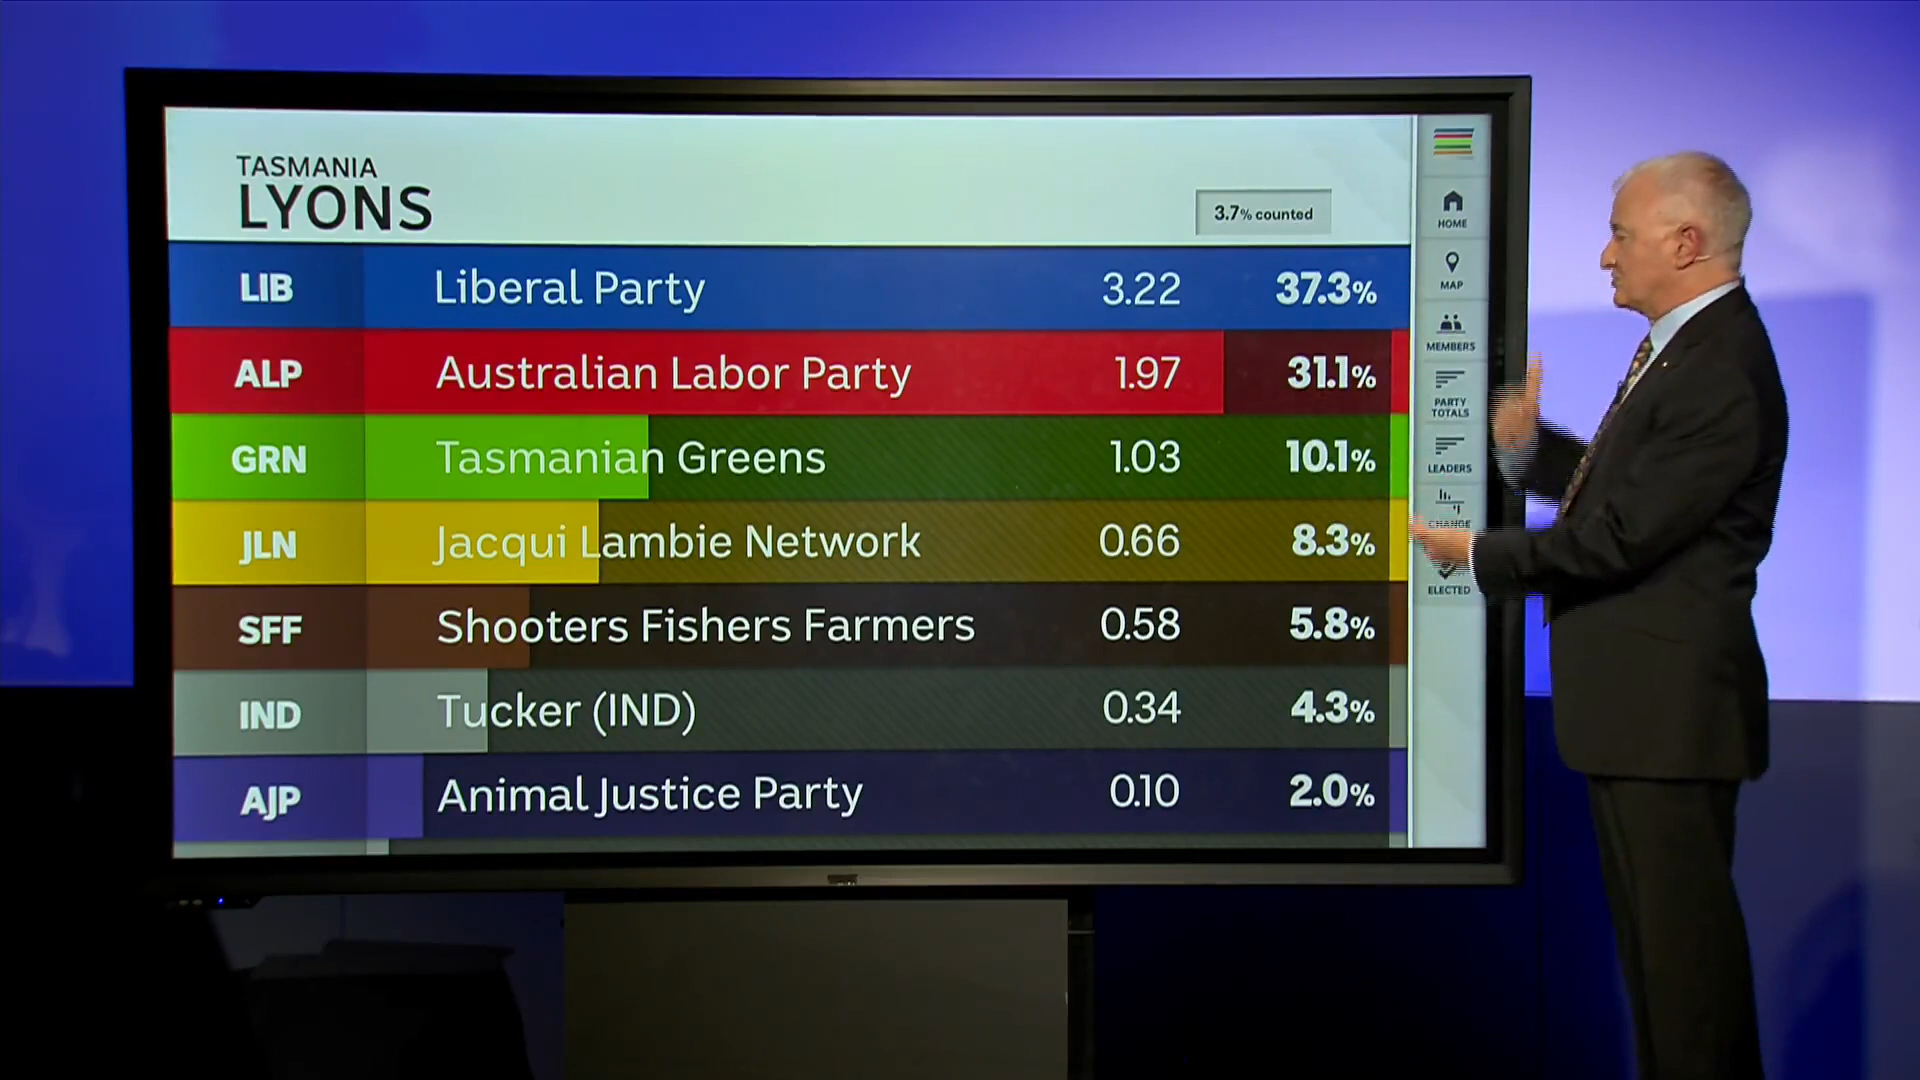 TASMANIA
LYONS
3.7% counted
LIB Liberal Party 3.22 37.3%
ALP Australian Labor Party 1.97 31.1%
GRN Tasmanian Greens 1.03 10.1%
JLN Jacqui Lambie Network 0.66 8.3%
SFF Shooters Fishers Farmers 0.58 5.8%
IND Tucker (IND) 0.34 4.3%
AJP Animal Justice Party 0.10 2.0%
HOME
MAP
MEMBERS
PARTY
TOTALS
LEADERS
CHANGE
ELECTED